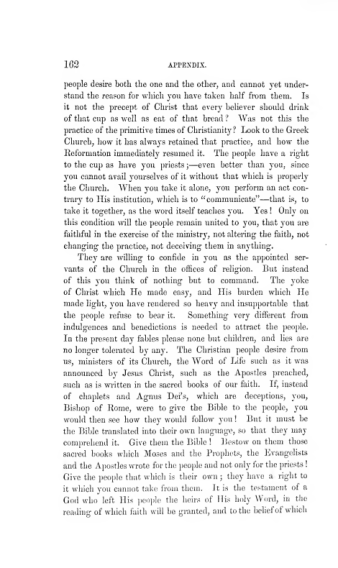 162 APPENDIX.
people desire both the one and the other, and cannot yet under-
stand the reason for which you have taken half from them. Is
it not the precept of Christ that every believer should drink
of that cup as well as eat of that bread? Was not this the
practice of the primitive times of Christianity? Look to the Greek
Church, how it has always retained that practice, and how the
Reformation immediately resumed it. The people have a right
to the cup as have you priests;—even better than you, since
you cannot avail yourselves of it without that which is properly
the Church. When you take it alone, you perform an act con-
trary to His institution, which is to "communicate"—that is, to
take it together, as the word itself teaches you. Yes! Only on
this condition will the people remain united to you, that you are
faithful in the exercise of the ministry, not altering the faith, not
changing the practice, not deceiving them in anything.
They are willing to confide in you as the appointed ser-
vants of the Church in the offices of religion. But instead
of this you think of nothing but to command. The yoke
of Christ which He made easy, and His burden which He
made light, you have rendered so heavy and insupportable that
the people refuse to bear it. Something very different from
indulgences and benedictions is needed to attract the people.
In the present day fables please none but children, and lies are
no longer tolerated by any. The Christian people desire from
us, ministers of its Church, the Word of Life such as it was
announced by Jesus Christ, such as the Apostles preached,
such as is written in the sacred books of our faith. If, instead
of chaplets and Agnus Dei's, which are deceptions, you,
Bishop of Rome, were to give the Bible to the people, you
would then see how they would follow you! But it must be
the Bible translated into their own language, so that they may
comprehend it. Give them the Bible! Bestow on them those
sacred books which Moses and the Prophets, the Evangelists
and the Apostles wrote for the people and not only for the priests!
Give the people that which is their own; they have a right to
it which you cannot take from them. It is the testament of a
God who left His people the heirs of His holy Word, in the
reading of which faith will be granted, and to the belief of which